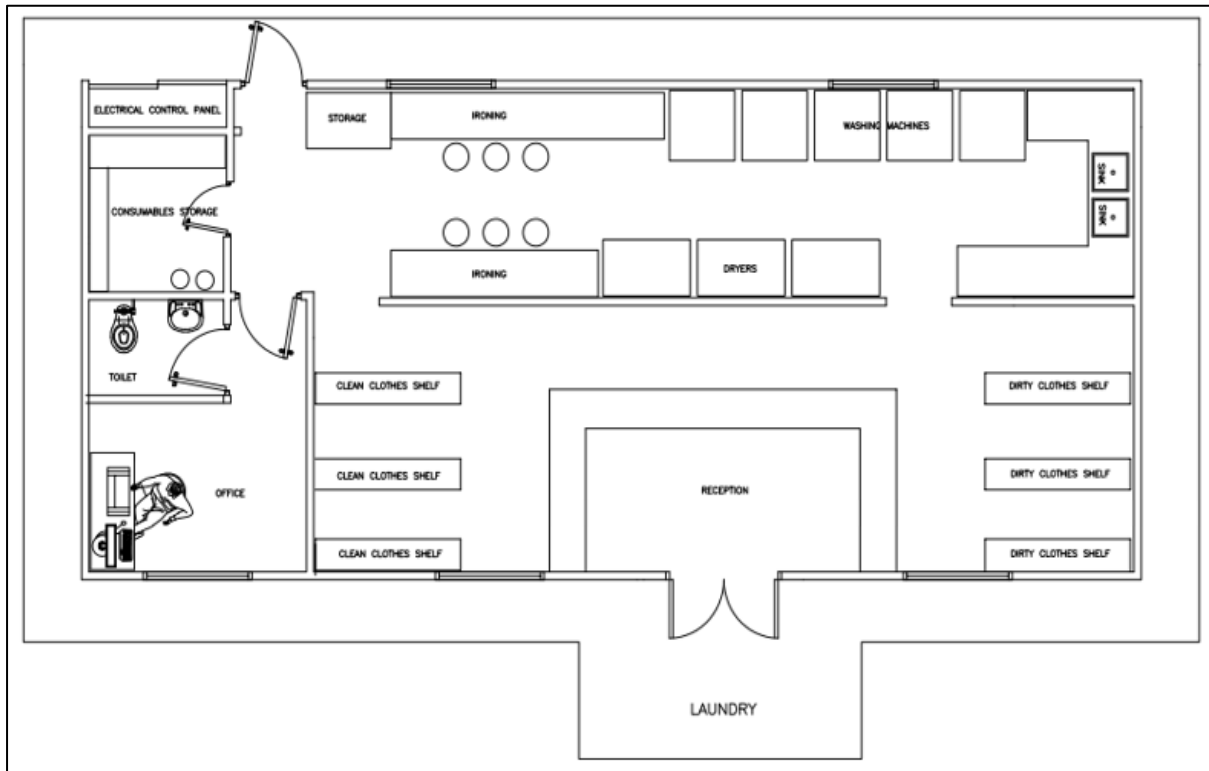 ELECTRICAL CONTROL PANEL
STORAGE
IRONING
WASHING MACHINES
SINK
SINK
CONSUMABLES STORAGE
IRONING
DRYERS
TOILET
CLEAN CLOTHES SHELF
DIRTY CLOTHES SHELF
CLEAN CLOTHES SHELF
OFFICE
RECEPTION
DIRTY CLOTHES SHELF
CLEAN CLOTHES SHELF
DIRTY CLOTHES SHELF
LAUNDRY